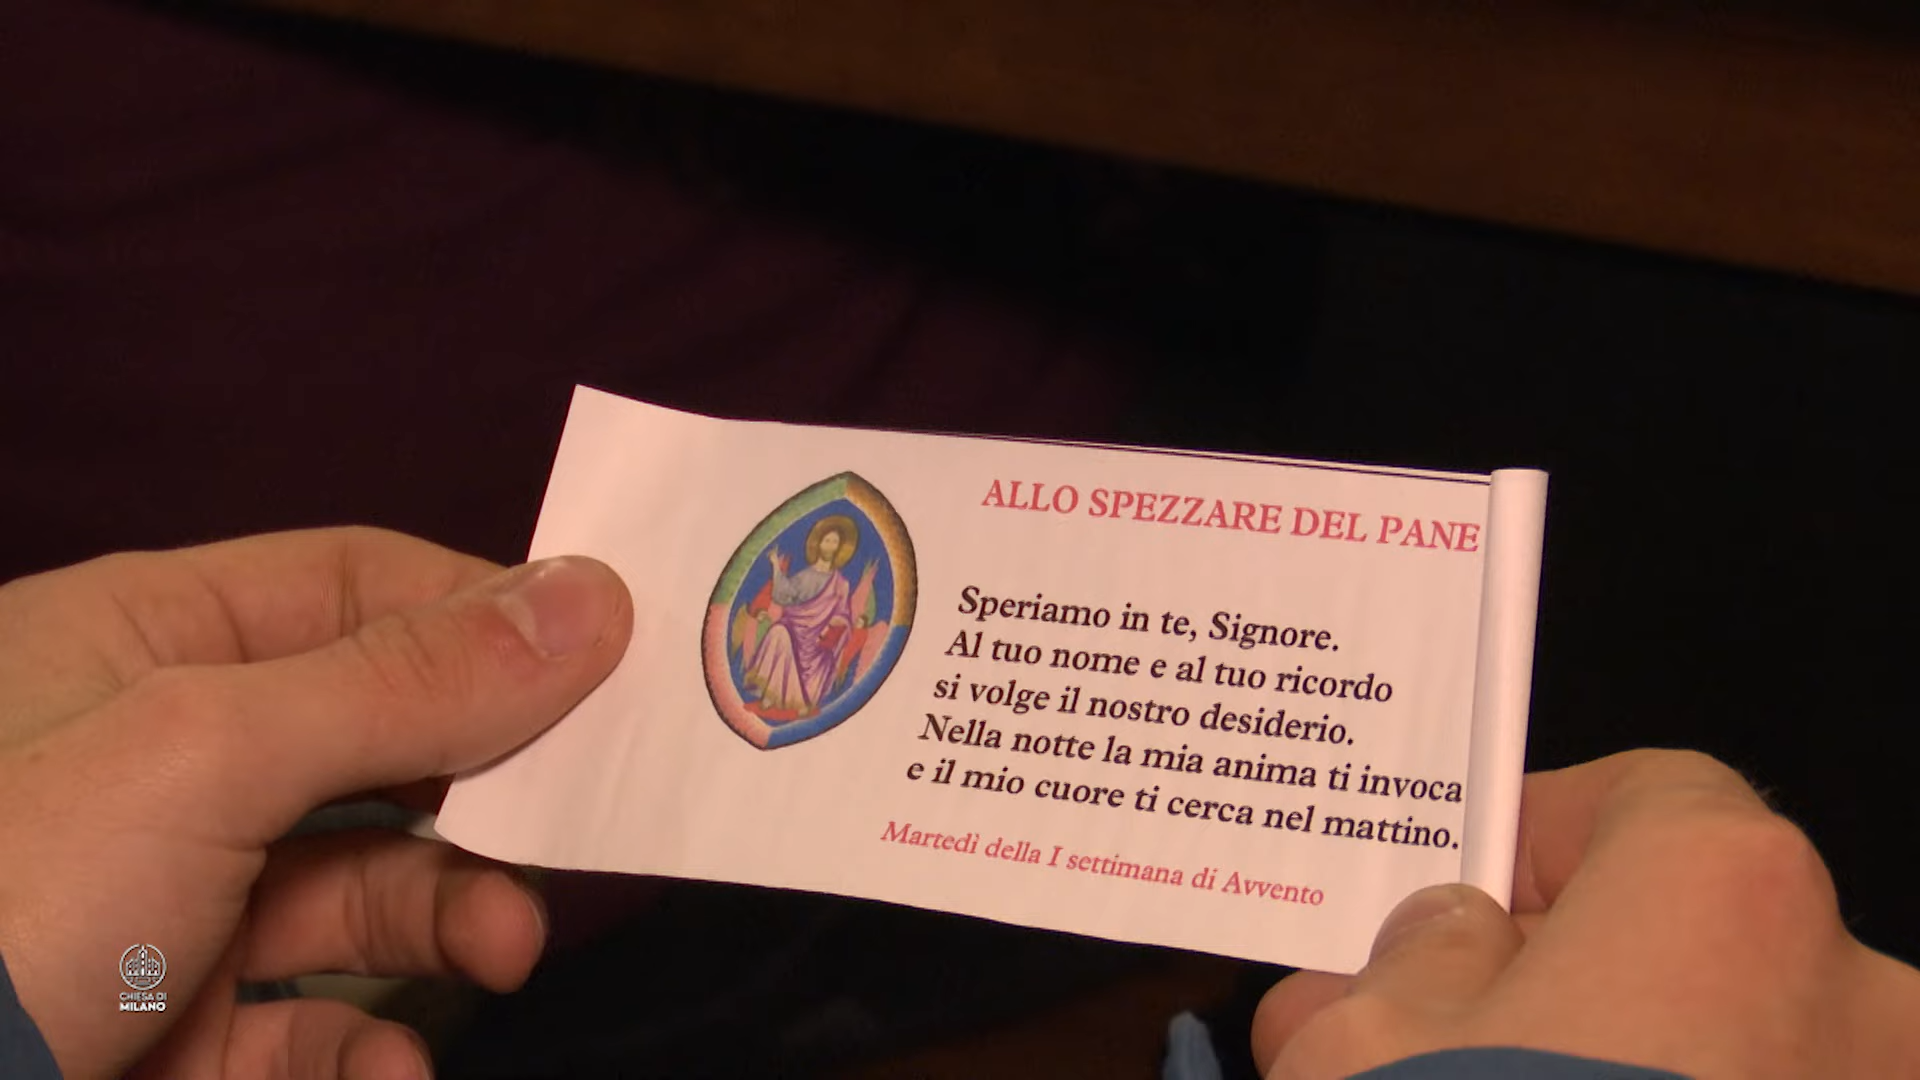 ALLO SPEZZARE DEL PANE
Speriamo in te, Signore.
Al tuo nome e al tuo ricordo
si volge il nostro desiderio.
Nella notte la mia anima ti invoca
e il mio cuore ti cerca nel mattino.
Martedì della I settimana di Avvento
CHIESA DI
MILANO